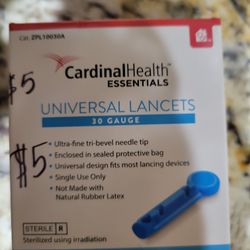 Cat. ZPL10030A
$5
CardinalHealth™
ESSENTIALS
UNIVERSAL LANCETS
30 GAUGE
$5
• Ultra-fine tri-bevel needle tip
• Enclosed in sealed protective bag
• Universal design fits most lancing devices
• Single Use Only
• Not Made with
Natural Rubber Latex
STERILE R
Sterilized using irradiation